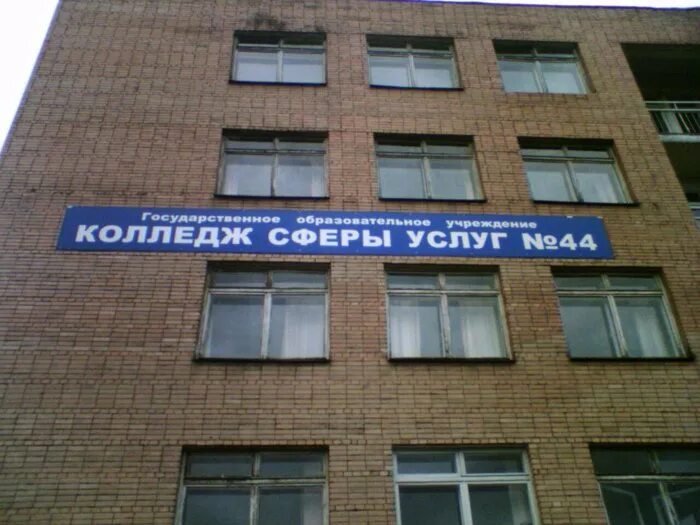 Государственное образовательное учреждение
КОЛЛЕДЖ СФЕРЫ УСЛУГ №44